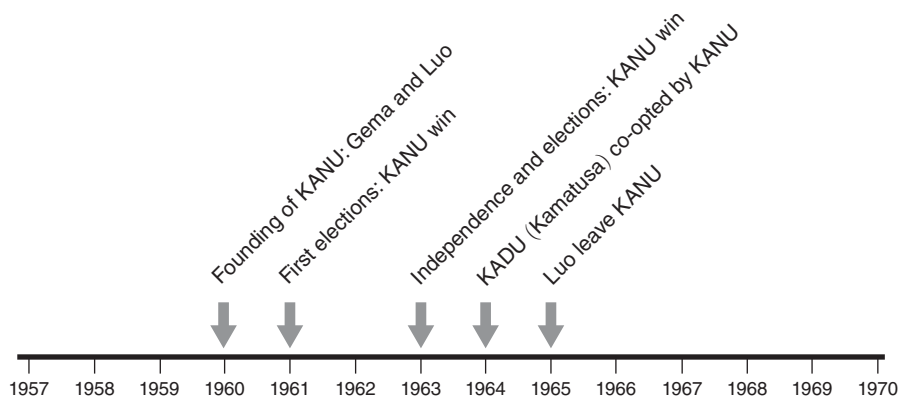 Founding of KANU: Gema and Luo
First elections: KANU win
Independence and elections: KANU win
KADU (Kamatusa) co-opted by KANU
Luo leave KANU
1957 1958 1959 1960 1961 1962 1963 1964 1965 1966 1967 1968 1969 1970